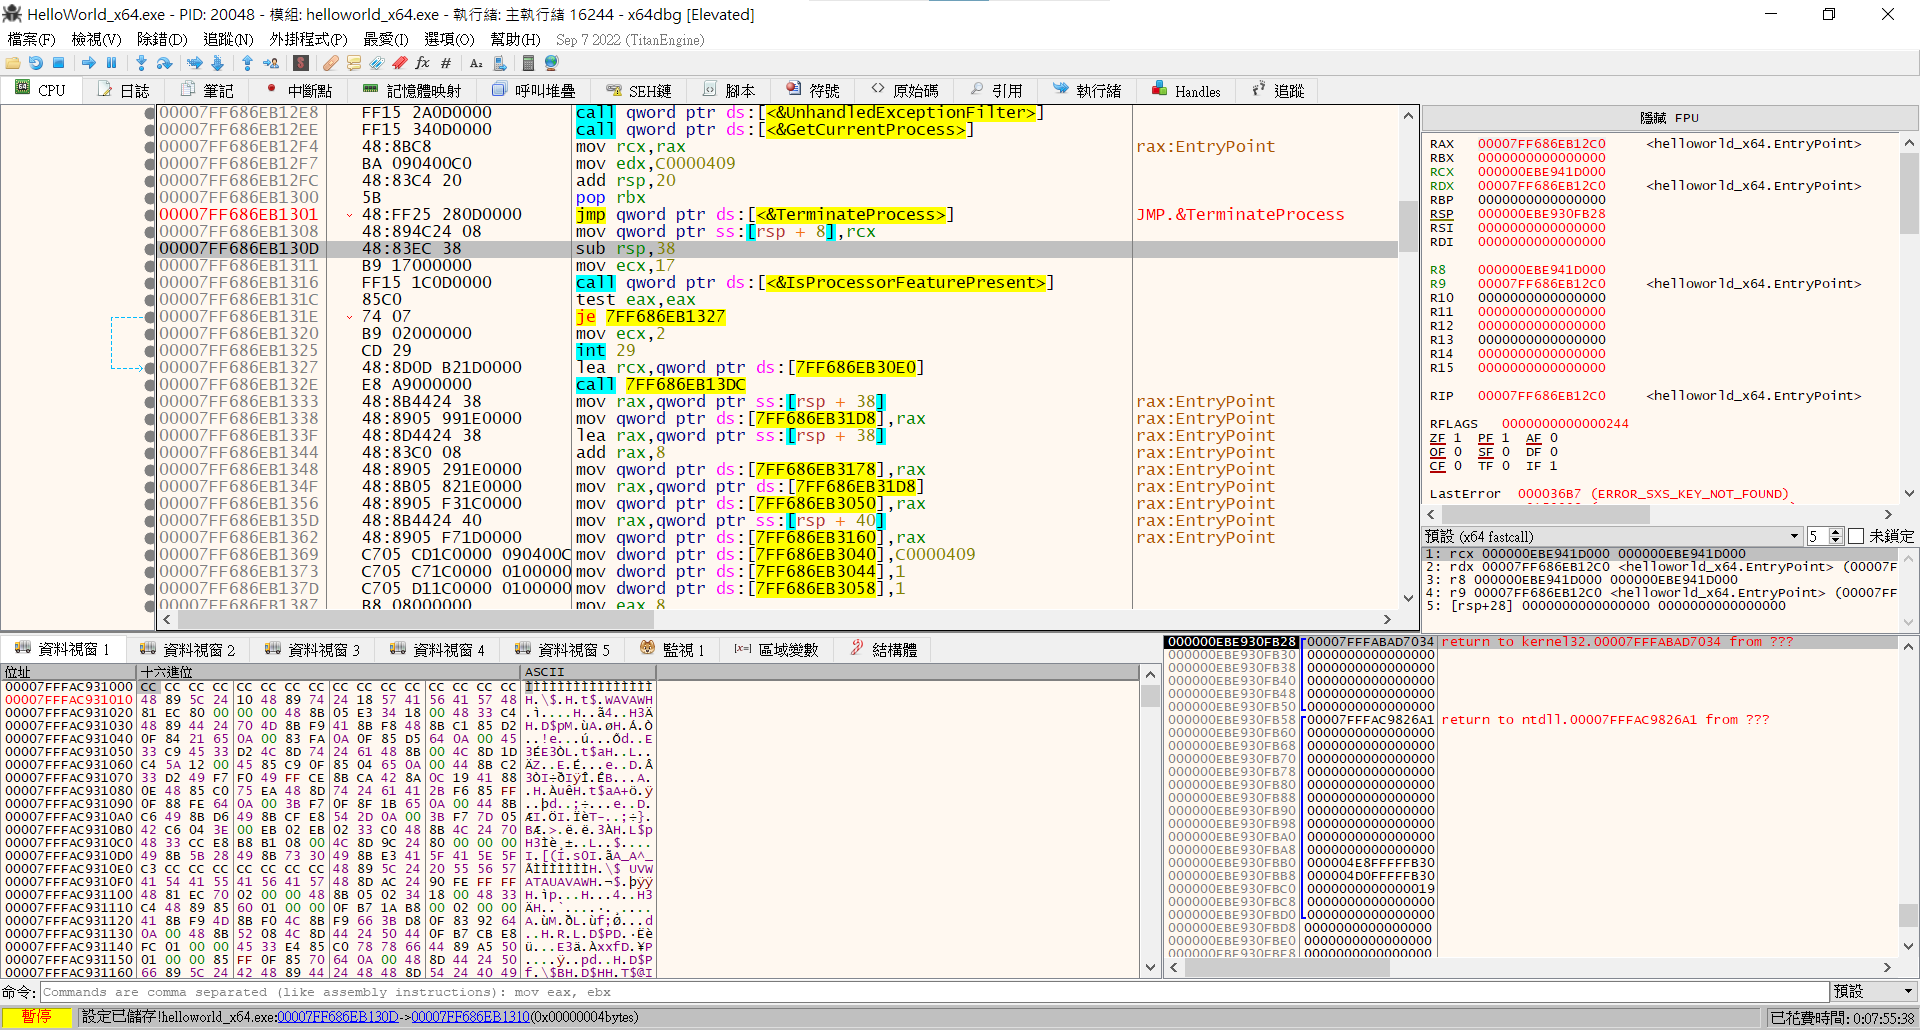 HelloWorld_x64.exe - PID: 20048 - 模組: helloworld_x64.exe - 執行緒: 主執行緒 16244 - x64dbg [Elevated]
檔案(F) 檢視(V) 除錯(D) 追蹤(N) 外掛程式(P) 最愛(I) 選項(O) 幫助(H) Sep 7 2022 (TitanEngine)
CPU 日誌 筆記 中斷點 記憶體映射 呼叫堆疊 SEH鏈 腳本 符號 原始碼 引用 執行緒 Handles 追蹤
00007FF686EB12E8 FF15 2A0D0000 call qword ptr ds:[<&UnhandledExceptionFilter>]
00007FF686EB12EE FF15 340D0000 call qword ptr ds:[<&GetCurrentProcess>]
00007FF686EB12F4 48:8BC8 mov rcx,rax rax:EntryPoint
00007FF686EB12F7 BA 090400C0 mov edx,C0000409
00007FF686EB12FC 48:83C4 20 add rsp,20
00007FF686EB1300 5B pop rbx
00007FF686EB1301 48:FF25 280D0000 jmp qword ptr ds:[<&TerminateProcess>] JMP.&TerminateProcess
00007FF686EB1308 48:894C24 08 mov qword ptr ss:[rsp + 8],rcx
00007FF686EB130D 48:83EC 38 sub rsp,38
00007FF686EB1311 B9 17000000 mov ecx,17
00007FF686EB1316 FF15 1C0D0000 call qword ptr ds:[<&IsProcessorFeaturePresent>]
00007FF686EB131C 85C0 test eax,eax
00007FF686EB131E 74 07 je 7FF686EB1327
00007FF686EB1320 B9 02000000 mov ecx,2
00007FF686EB1325 CD 29 int 29
00007FF686EB1327 48:8D0D B21D0000 lea rcx,qword ptr ds:[7FF686EB30E0]
00007FF686EB132E E8 A9000000 call 7FF686EB13DC
00007FF686EB1333 48:8B4424 38 mov rax,qword ptr ss:[rsp + 38] rax:EntryPoint
00007FF686EB1338 48:8905 991E0000 mov qword ptr ds:[7FF686EB31D8],rax rax:EntryPoint
00007FF686EB133F 48:8D4424 38 lea rax,qword ptr ss:[rsp + 38] rax:EntryPoint
00007FF686EB1344 48:83C0 08 add rax,8 rax:EntryPoint
00007FF686EB1348 48:8905 291E0000 mov qword ptr ds:[7FF686EB3178],rax rax:EntryPoint
00007FF686EB134F 48:8B05 821E0000 mov rax,qword ptr ds:[7FF686EB31D8] rax:EntryPoint
00007FF686EB1356 48:8905 F31C0000 mov qword ptr ds:[7FF686EB3050],rax rax:EntryPoint
00007FF686EB135D 48:8B4424 40 mov rax,qword ptr ss:[rsp + 40] rax:EntryPoint
00007FF686EB1362 48:8905 F71D0000 mov qword ptr ds:[7FF686EB3160],rax rax:EntryPoint
00007FF686EB1369 C705 CD1C0000 090400C mov dword ptr ds:[7FF686EB3040],C0000409
00007FF686EB1373 C705 C71C0000 0100000 mov dword ptr ds:[7FF686EB3044],1
00007FF686EB137D C705 D11C0000 0100000 mov dword ptr ds:[7FF686EB3058],1
00007FF686EB1387 B8 08000000 mov eax,8
隱藏 FPU
RAX 00007FF686EB12C0 <helloworld_x64.EntryPoint>
RBX 0000000000000000
RCX 000000EBE941D000
RDX 00007FF686EB12C0 <helloworld_x64.EntryPoint>
RBP 0000000000000000
RSP 000000EBE930FB28
RSI 0000000000000000
RDI 0000000000000000
R8 000000EBE941D000
R9 00007FF686EB12C0 <helloworld_x64.EntryPoint>
R10 0000000000000000
R11 0000000000000000
R12 0000000000000000
R13 0000000000000000
R14 0000000000000000
R15 0000000000000000
RIP 00007FF686EB12C0 <helloworld_x64.EntryPoint>
RFLAGS 0000000000000244
ZF 1 PF 1 AF 0
OF 0 SF 0 DF 0
CF 0 TF 0 IF 1
LastError 000036B7 (ERROR_SXS_KEY_NOT_FOUND)
預設 (x64 fastcall) 5 未鎖定
1: rcx 000000EBE941D000 000000EBE941D000
2: rdx 00007FF686EB12C0 <helloworld_x64.EntryPoint> (00007F
3: r8 000000EBE941D000 000000EBE941D000
4: r9 00007FF686EB12C0 <helloworld_x64.EntryPoint> (00007FF
5: [rsp+28] 0000000000000000 0000000000000000
資料視窗 1 資料視窗 2 資料視窗 3 資料視窗 4 資料視窗 5 監視 1 [x=] 區域變數 結構體
位址 十六進位 ASCII
00007FFFAC931000 CC CC CC CC CC CC CC CC CC CC CC CC CC CC CC CC ÌÌÌÌÌÌÌÌÌÌÌÌÌÌÌÌ
00007FFFAC931010 48 89 5C 24 10 48 89 74 24 18 57 41 56 41 57 48 H.\$.H.t$.WAVAWH
00007FFFAC931020 81 EC 80 00 00 00 48 8B 05 E3 34 18 00 48 33 C4 .ì....H..ã4..H3Ä
00007FFFAC931030 48 89 44 24 70 4D 8B F9 41 8B F8 48 8B C1 85 D2 H.D$pM.ùA.øH.Á.Ò
00007FFFAC931040 0F 84 21 65 0A 00 83 FA 0A 0F 85 D5 64 0A 00 45 ..!e...ú...Õd..E
00007FFFAC931050 33 C9 45 33 D2 4C 8D 74 24 61 48 8B 00 4C 8D 1D 3ÉE3ÒL.t$aH..L..
00007FFFAC931060 C4 5A 12 00 45 85 C9 0F 85 04 65 0A 00 44 8B C2 ÄZ..E.É...e..D.Â
00007FFFAC931070 33 D2 49 F7 F0 49 FF CE 8B CA 42 8A 0C 19 41 88 3ÒI÷ðIÿÎ.ÊB...A.
00007FFFAC931080 0E 48 85 C0 75 EA 48 8D 74 24 61 41 2B F6 85 FF .H.ÀuêH.t$aA+ö.ÿ
00007FFFAC931090 0F 88 FE 64 0A 00 3B F7 0F 8F 1B 65 0A 00 44 8B ..þd..;÷...e..D.
00007FFFAC9310A0 C6 49 8B D6 49 8B CF E8 54 2D 0A 00 3B F7 7D 05 ÆI.ÖI.ÏèT-..;÷}.
00007FFFAC9310B0 42 C6 04 3E 00 EB 02 EB 02 33 C0 48 8B 4C 24 70 BÆ.>.ë.ë.3ÀH.L$p
00007FFFAC9310C0 48 33 CC E8 B8 B1 08 00 4C 8D 9C 24 80 00 00 00 H3Ìè¸±..L..$....
00007FFFAC9310D0 49 8B 5B 28 49 8B 73 30 49 8B E3 41 5F 41 5E 5F I.[(I.s0I.ãA_A^_
00007FFFAC9310E0 C3 CC CC CC CC CC CC CC 48 89 5C 24 20 55 56 57 ÃÌÌÌÌÌÌÌH.\$ UVW
00007FFFAC9310F0 41 54 41 55 41 56 41 57 48 8D AC 24 90 FE FF FF ATAUAVAWH.¬$.þÿÿ
00007FFFAC931100 48 81 EC 70 02 00 00 48 8B 05 02 34 18 00 48 33 H.ìp...H...4..H3
00007FFFAC931110 C4 48 89 85 60 01 00 00 0F B7 1A B8 00 02 00 00 ÄH..`....·.¸....
00007FFFAC931120 41 8B F9 4D 8B F0 4C 8B F9 66 3B D8 0F 83 92 64 A.ùM.ðL.ùf;Ø...d
00007FFFAC931130 0A 00 48 8B 52 08 4C 8D 44 24 50 44 0F B7 CB E8 ..H.R.L.D$PD.·Ëè
00007FFFAC931140 FC 01 00 00 45 33 E4 85 C0 78 78 66 44 89 A5 50 ü...E3ä.ÀxxfD.¥P
00007FFFAC931150 01 00 00 85 FF 0F 85 70 64 0A 00 48 8D 44 24 50 ....ÿ..pd..H.D$P
00007FFFAC931160 66 89 5C 24 42 48 89 44 24 48 48 8D 54 24 40 49 f.\$BH.D$HH.T$@I
000000EBE930FB28 00007FFFABAD7034 return to kernel32.00007FFFABAD7034 from ???
000000EBE930FB30 0000000000000000
000000EBE930FB38 0000000000000000
000000EBE930FB40 0000000000000000
000000EBE930FB48 0000000000000000
000000EBE930FB50 0000000000000000
000000EBE930FB58 00007FFFAC9826A1 return to ntdll.00007FFFAC9826A1 from ???
000000EBE930FB60 0000000000000000
000000EBE930FB68 0000000000000000
000000EBE930FB70 0000000000000000
000000EBE930FB78 0000000000000000
000000EBE930FB80 0000000000000000
000000EBE930FB88 0000000000000000
000000EBE930FB90 0000000000000000
000000EBE930FB98 0000000000000000
000000EBE930FBA0 0000000000000000
000000EBE930FBA8 0000000000000000
000000EBE930FBB0 000004E8FFFFFB30
000000EBE930FBB8 000004D0FFFFFB30
000000EBE930FBC0 0000000000000019
000000EBE930FBC8 0000000000000000
000000EBE930FBD0 0000000000000000
000000EBE930FBD8 0000000000000000
000000EBE930FBE0 0000000000000000
000000EBE930FBE8 0000000000000000
命令: Commands are comma separated (like assembly instructions): mov eax, ebx 預設
暫停 設定已儲存!helloworld_x64.exe:00007FF686EB130D->00007FF686EB1310(0x00000004bytes) 已花費時間: 0:07:55:38